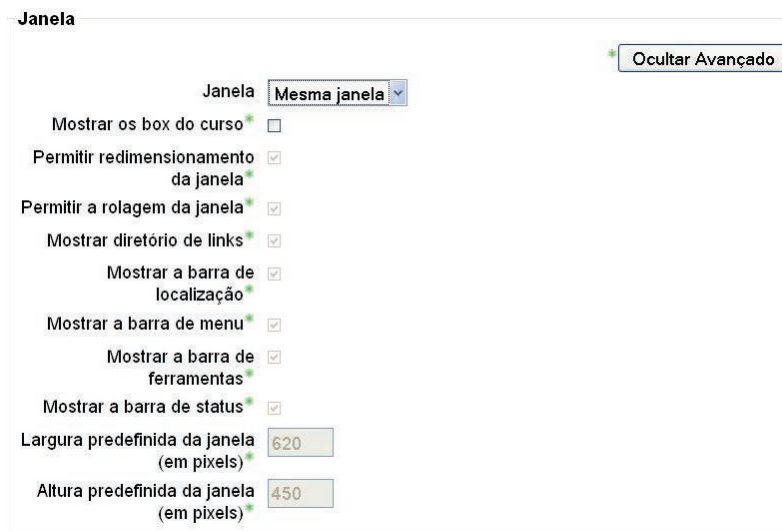 Janela
* Ocultar Avançado
Janela Mesma janela
Mostrar os box do curso*
Permitir redimensionamento
da janela*
Permitir a rolagem da janela*
Mostrar diretório de links*
Mostrar a barra de
localização*
Mostrar a barra de menu*
Mostrar a barra de
ferramentas*
Mostrar a barra de status*
Largura predefinida da janela 620
(em pixels)*
Altura predefinida da janela 450
(em pixels)*